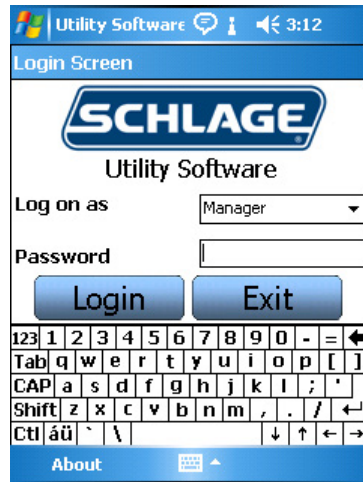 Utility Software 3:12
Login Screen
SCHLAGE
Utility Software
Log on as Manager
Password
Login Exit
123 1 2 3 4 5 6 7 8 9 0 - = ←
Tab q w e r t y u i o p [ ]
CAP a s d f g h j k l ; '
Shift z x c v b n m , . / ↵
Ctl áü ` \ ↓ ↑ ← →
About